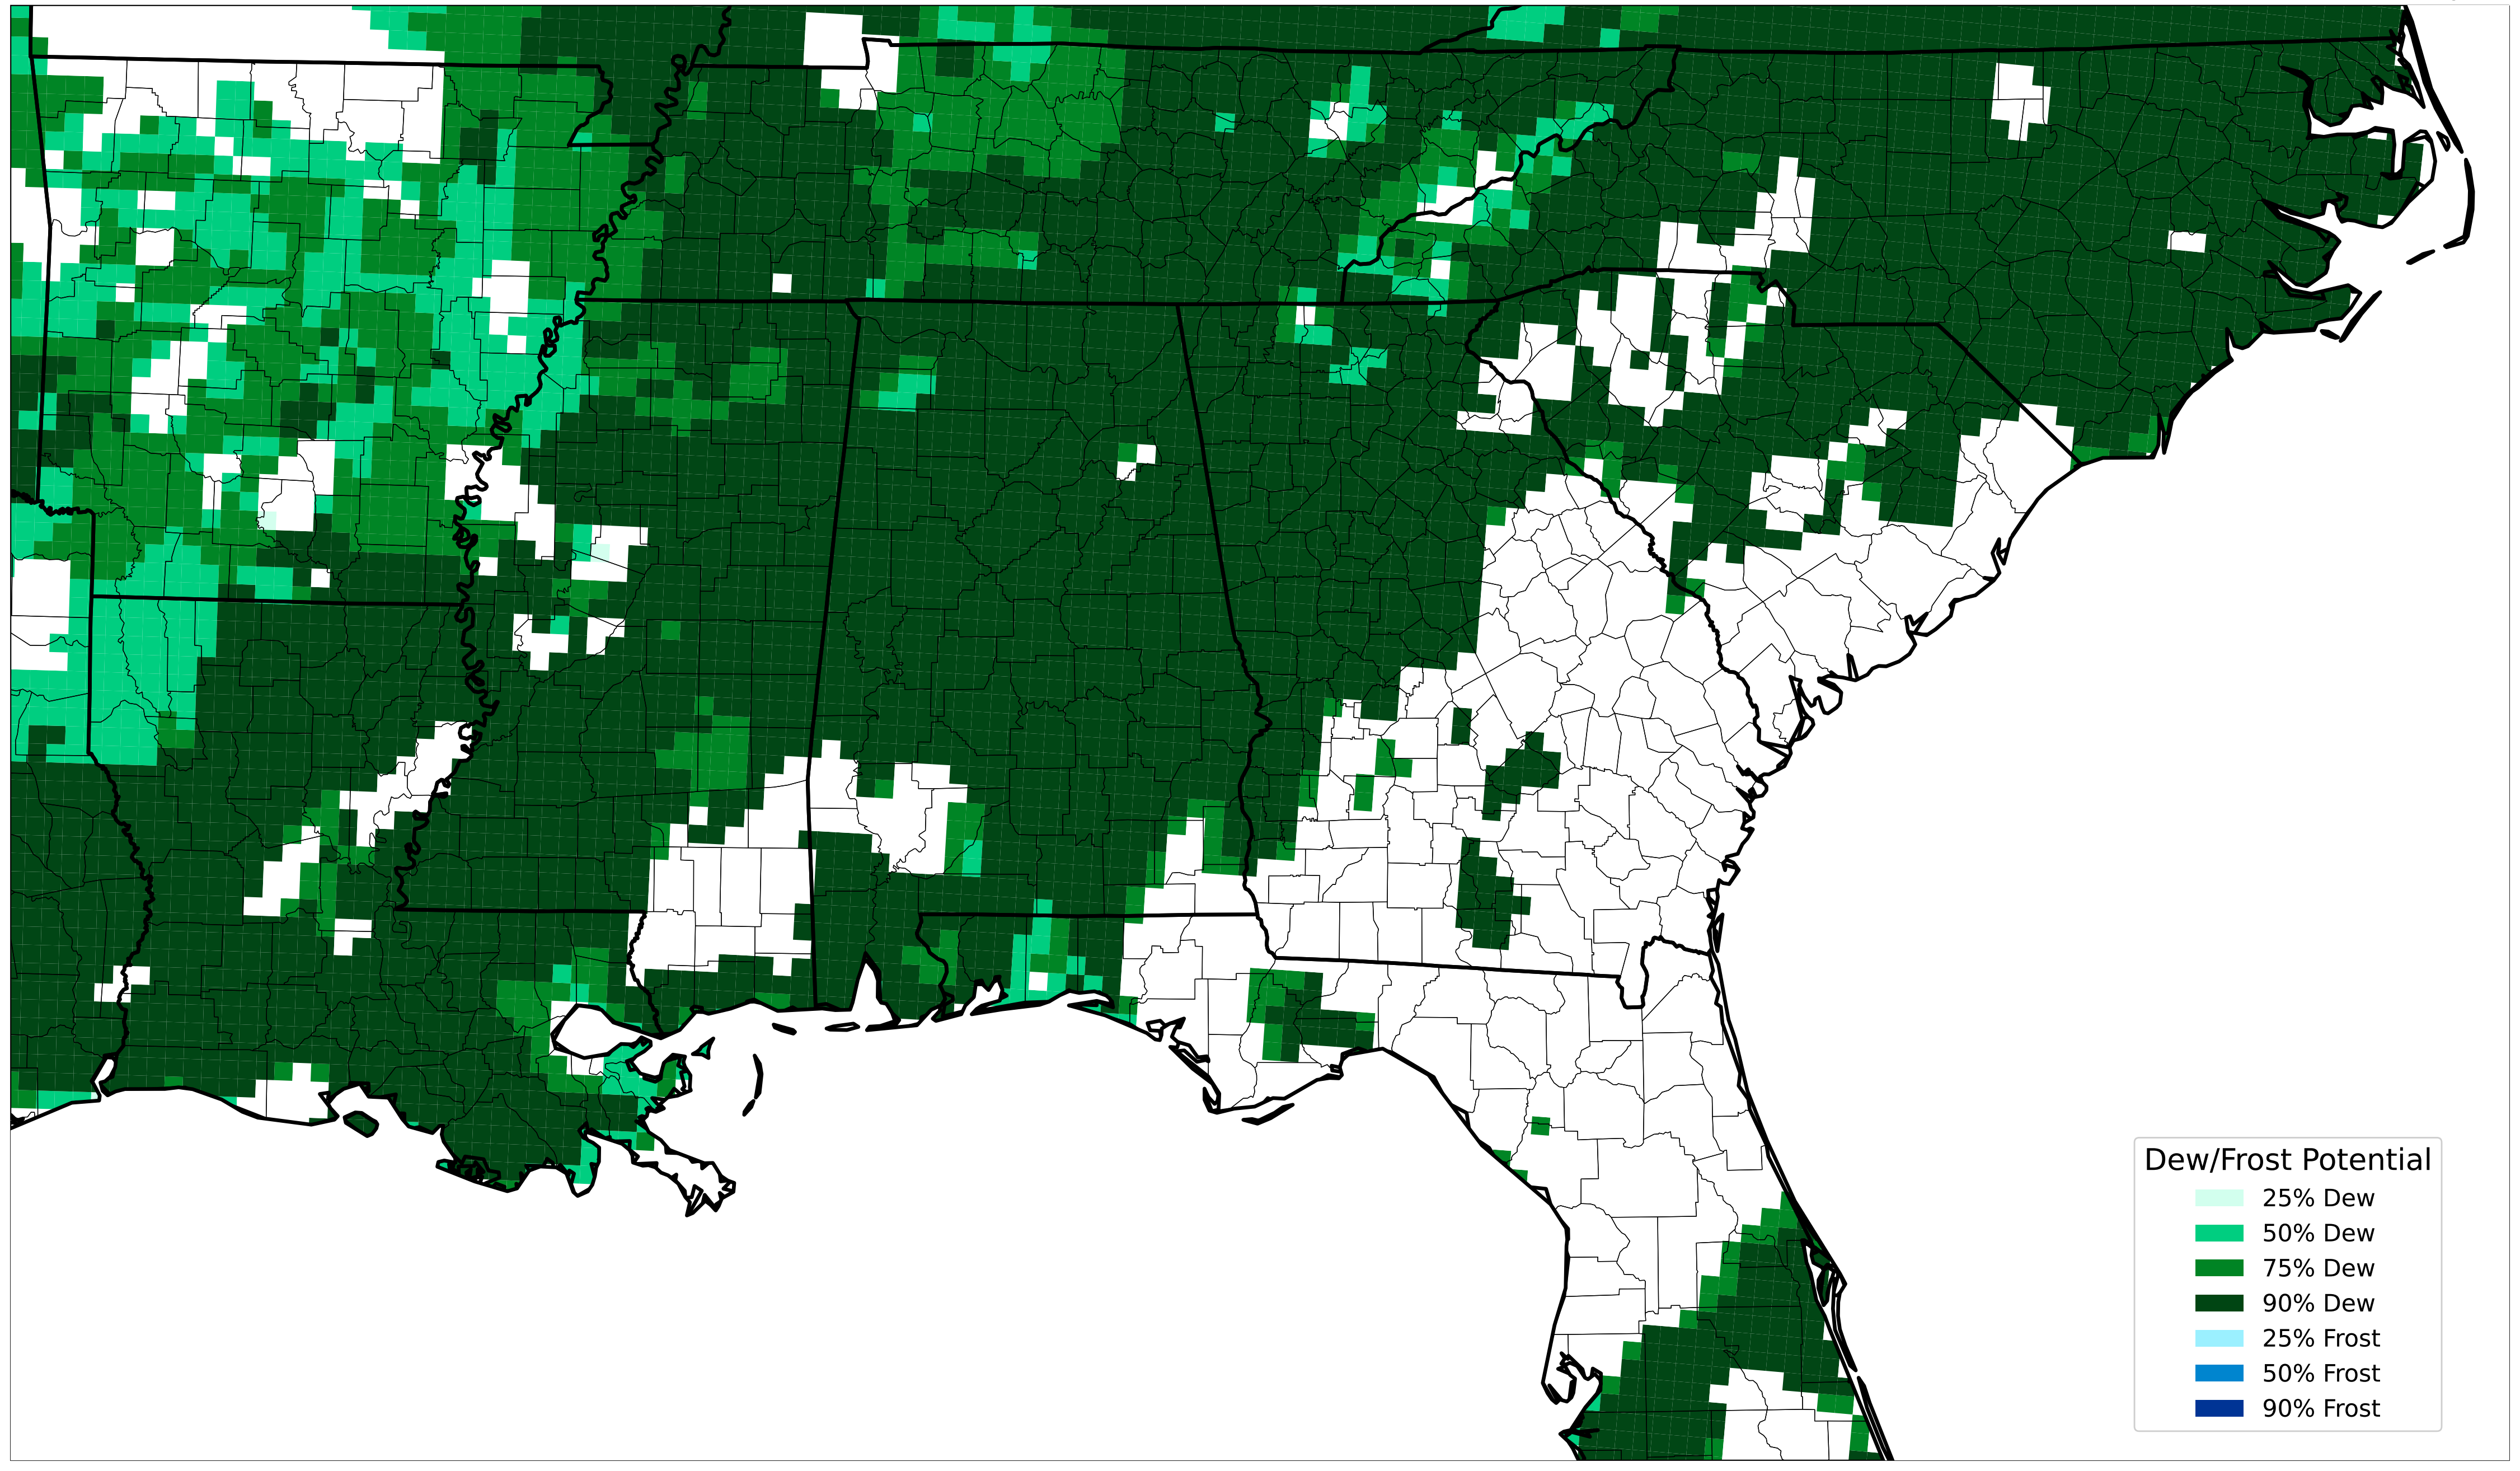 Dew/Frost Potential
25% Dew
50% Dew
75% Dew
90% Dew
25% Frost
50% Frost
90% Frost